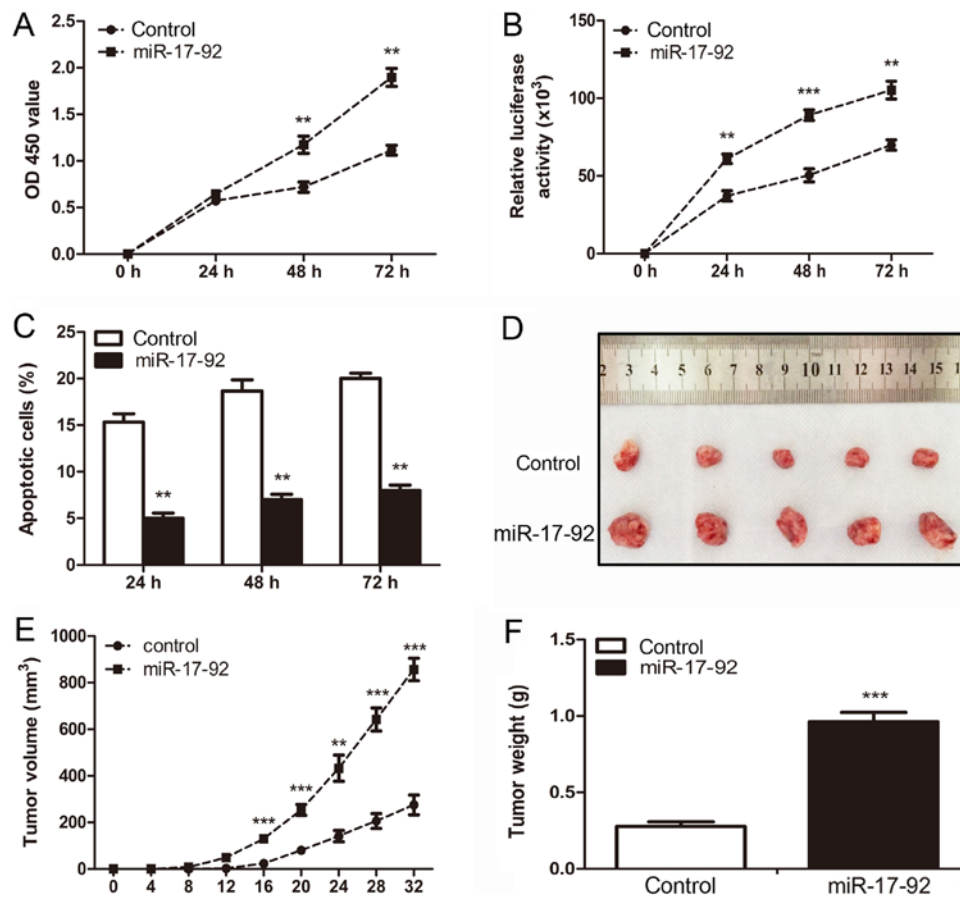 A
Control
miR-17-92
OD 450 value
2.5
2.0
1.5
1.0
0.5
0.0
**
**
0 h 24 h 48 h 72 h
B
Control
miR-17-92
Relative luciferase
activity (x10³)
150
100
50
0
**
***
**
0 h 24 h 48 h 72 h
C
Control
miR-17-92
Apoptotic cells (%)
25
20
15
10
5
0
**
**
**
24 h 48 h 72 h
D
2 3 4 5 6 7 8 9 10 11 12 13 14 15
Control
miR-17-92
E
control
miR-17-92
Tumor volume (mm³)
1000
800
600
400
200
0
***
***
**
***
***
0 4 8 12 16 20 24 28 32
F
Control
miR-17-92
Tumor weight (g)
1.5
1.0
0.5
0.0
***
Control miR-17-92